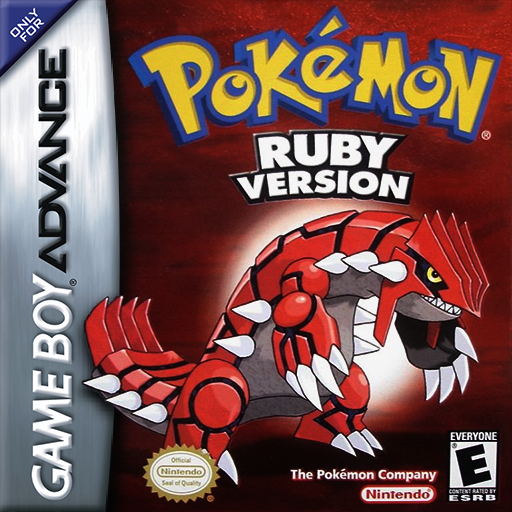 ONLY
FOR
GAME BOY ADVANCE
POKéMON®
RUBY
VERSION
Official
Nintendo
Seal of Quality
The Pokémon Company
Nintendo
EVERYONE
E
CONTENT RATED BY
ESRB